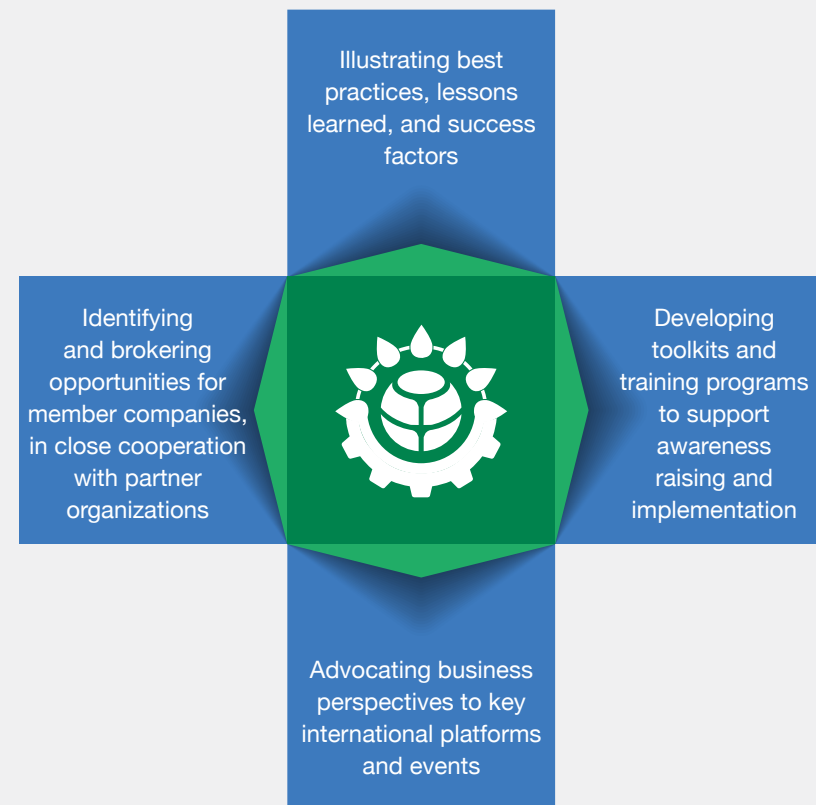 Illustrating best
practices, lessons
learned, and success
factors
Identifying
and brokering
opportunities for
member companies,
in close cooperation
with partner
organizations
Developing
toolkits and
training programs
to support
awareness
raising and
implementation
Advocating business
perspectives to key
international platforms
and events